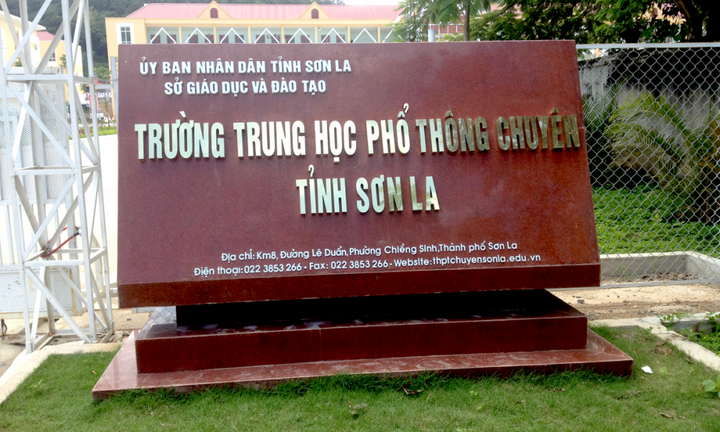 ỦY BAN NHÂN DÂN TỈNH SƠN LA
SỞ GIÁO DỤC VÀ ĐÀO TẠO
TRƯỜNG TRUNG HỌC PHỔ THÔNG CHUYÊN
TỈNH SƠN LA
Địa chỉ: Km8, Đường Lê Duẩn, Phường Chiềng Sinh, Thành phố Sơn La
Điện thoại: 022 3853 266 - Fax: 022 3853 266 - Website: thptchuyensonla.edu.vn